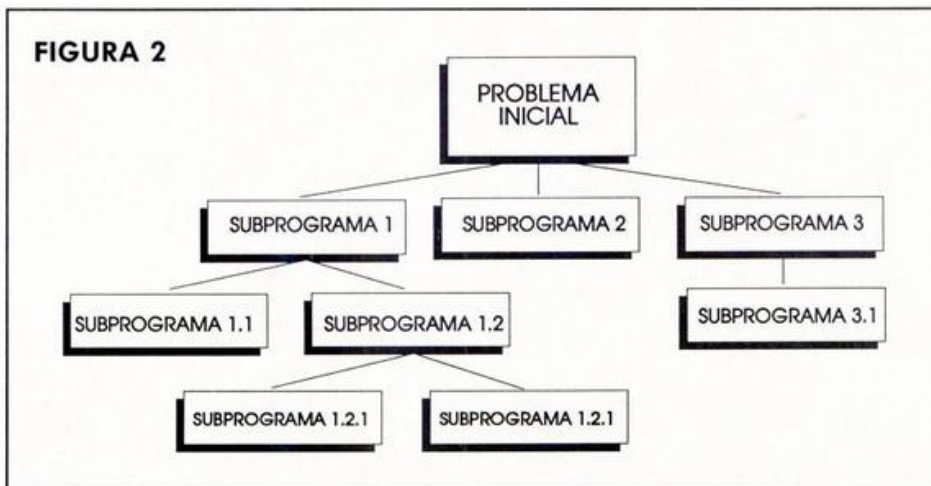 FIGURA 2
PROBLEMA
INICIAL
SUBPROGRAMA 1
SUBPROGRAMA 2
SUBPROGRAMA 3
SUBPROGRAMA 1.1
SUBPROGRAMA 1.2
SUBPROGRAMA 3.1
SUBPROGRAMA 1.2.1
SUBPROGRAMA 1.2.1